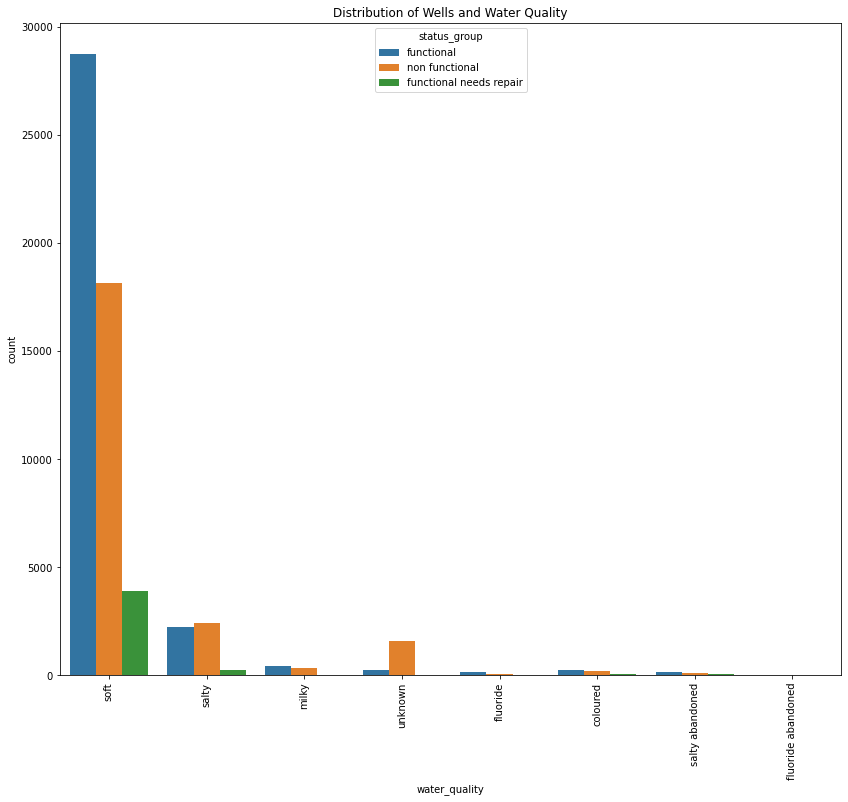 Distribution of Wells and Water Quality
status_group
functional
non functional
functional needs repair
30000
25000
20000
15000
10000
5000
0
count
soft
salty
milky
unknown
fluoride
coloured
salty abandoned
fluoride abandoned
water_quality